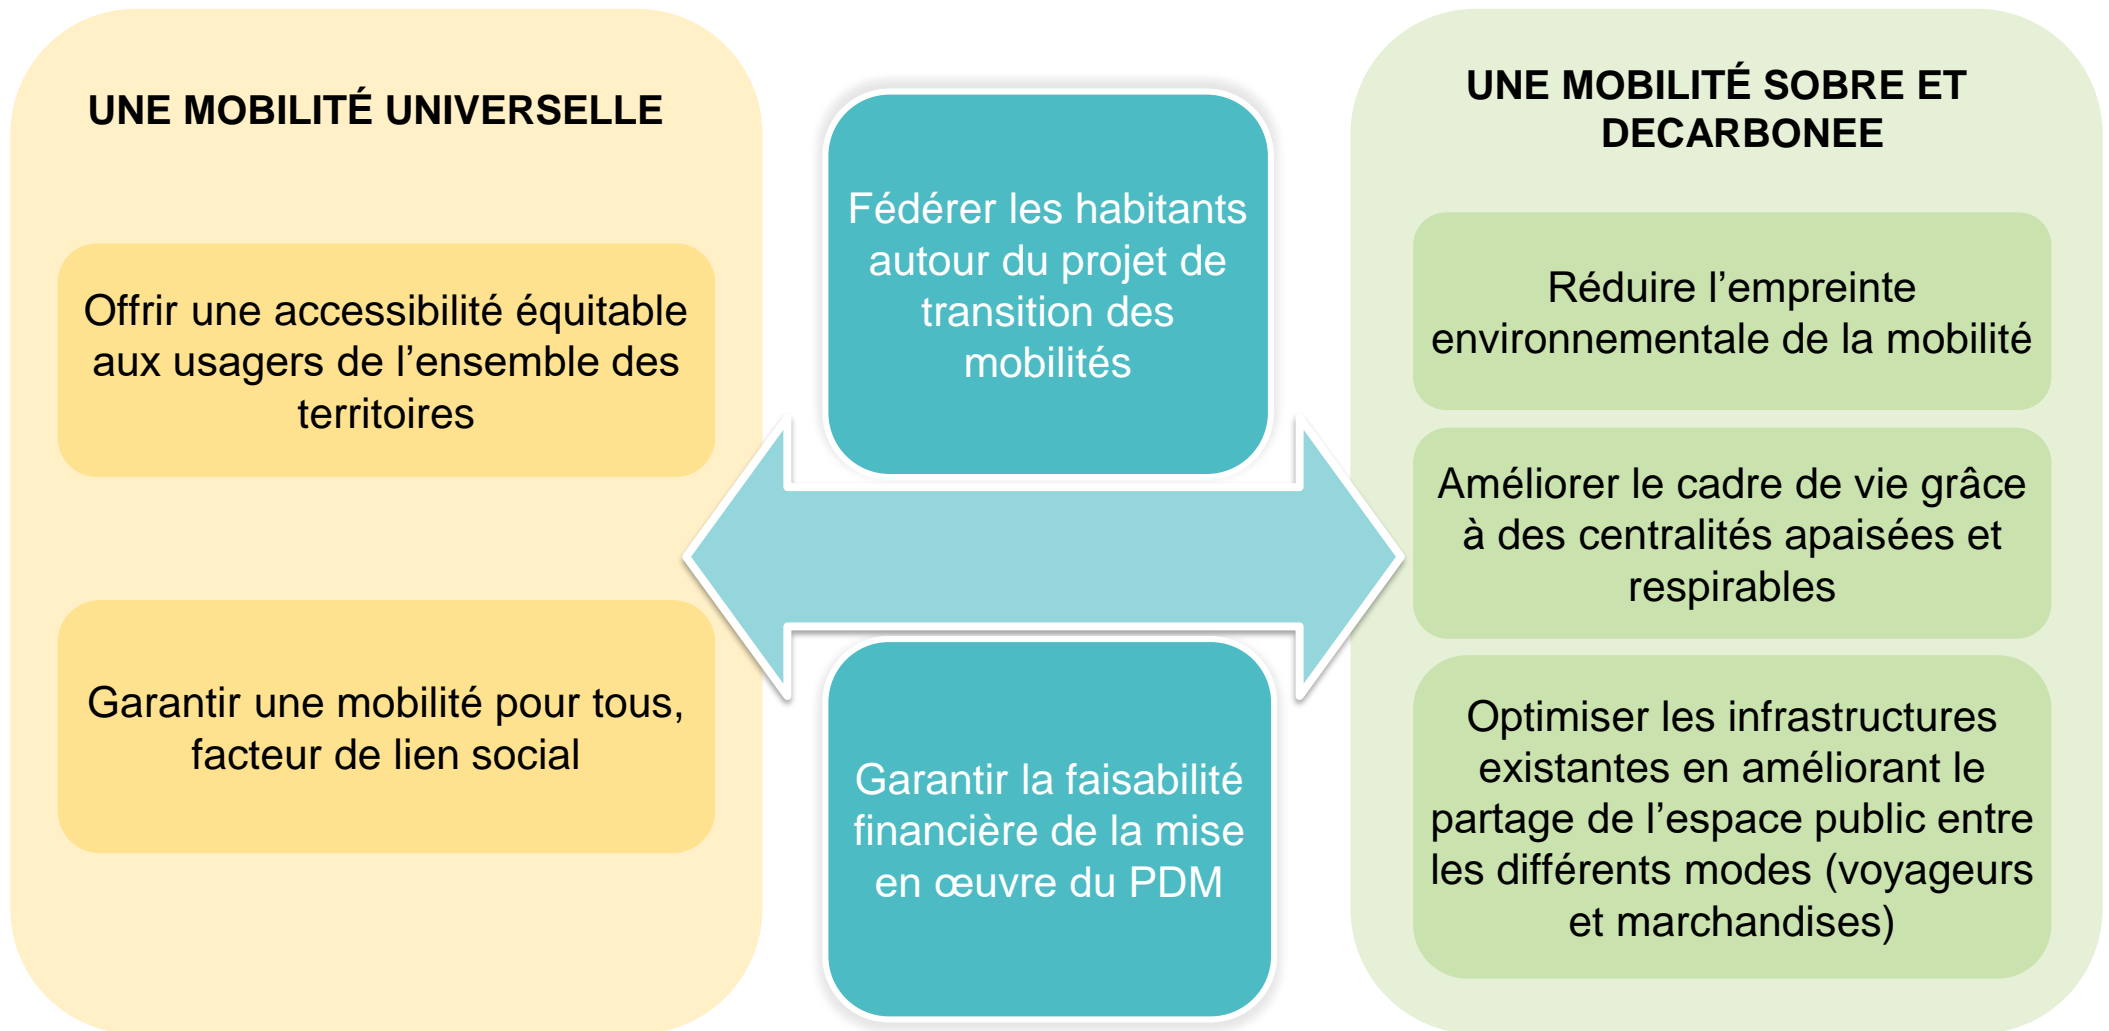 UNE MOBILITÉ UNIVERSELLE
Offrir une accessibilité équitable
aux usagers de l’ensemble des
territoires
Garantir une mobilité pour tous,
facteur de lien social
Fédérer les habitants
autour du projet de
transition des
mobilités
Garantir la faisabilité
financière de la mise
en œuvre du PDM
UNE MOBILITÉ SOBRE ET
DECARBONEE
Réduire l’empreinte
environnementale de la mobilité
Améliorer le cadre de vie grâce
à des centralités apaisées et
respirables
Optimiser les infrastructures
existantes en améliorant le
partage de l’espace public entre
les différents modes (voyageurs
et marchandises)